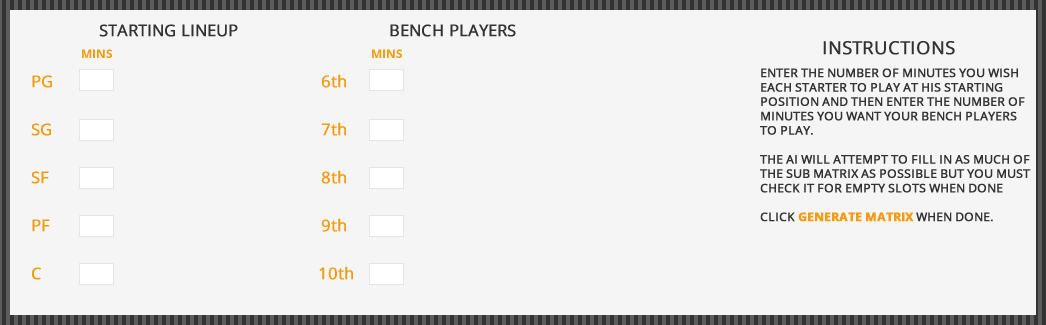 STARTING LINEUP
MINS
PG
SG
SF
PF
C
BENCH PLAYERS
MINS
6th
7th
8th
9th
10th
INSTRUCTIONS
ENTER THE NUMBER OF MINUTES YOU WISH
EACH STARTER TO PLAY AT HIS STARTING
POSITION AND THEN ENTER THE NUMBER OF
MINUTES YOU WANT YOUR BENCH PLAYERS
TO PLAY.
THE AI WILL ATTEMPT TO FILL IN AS MUCH OF
THE SUB MATRIX AS POSSIBLE BUT YOU MUST
CHECK IT FOR EMPTY SLOTS WHEN DONE
CLICK GENERATE MATRIX WHEN DONE.